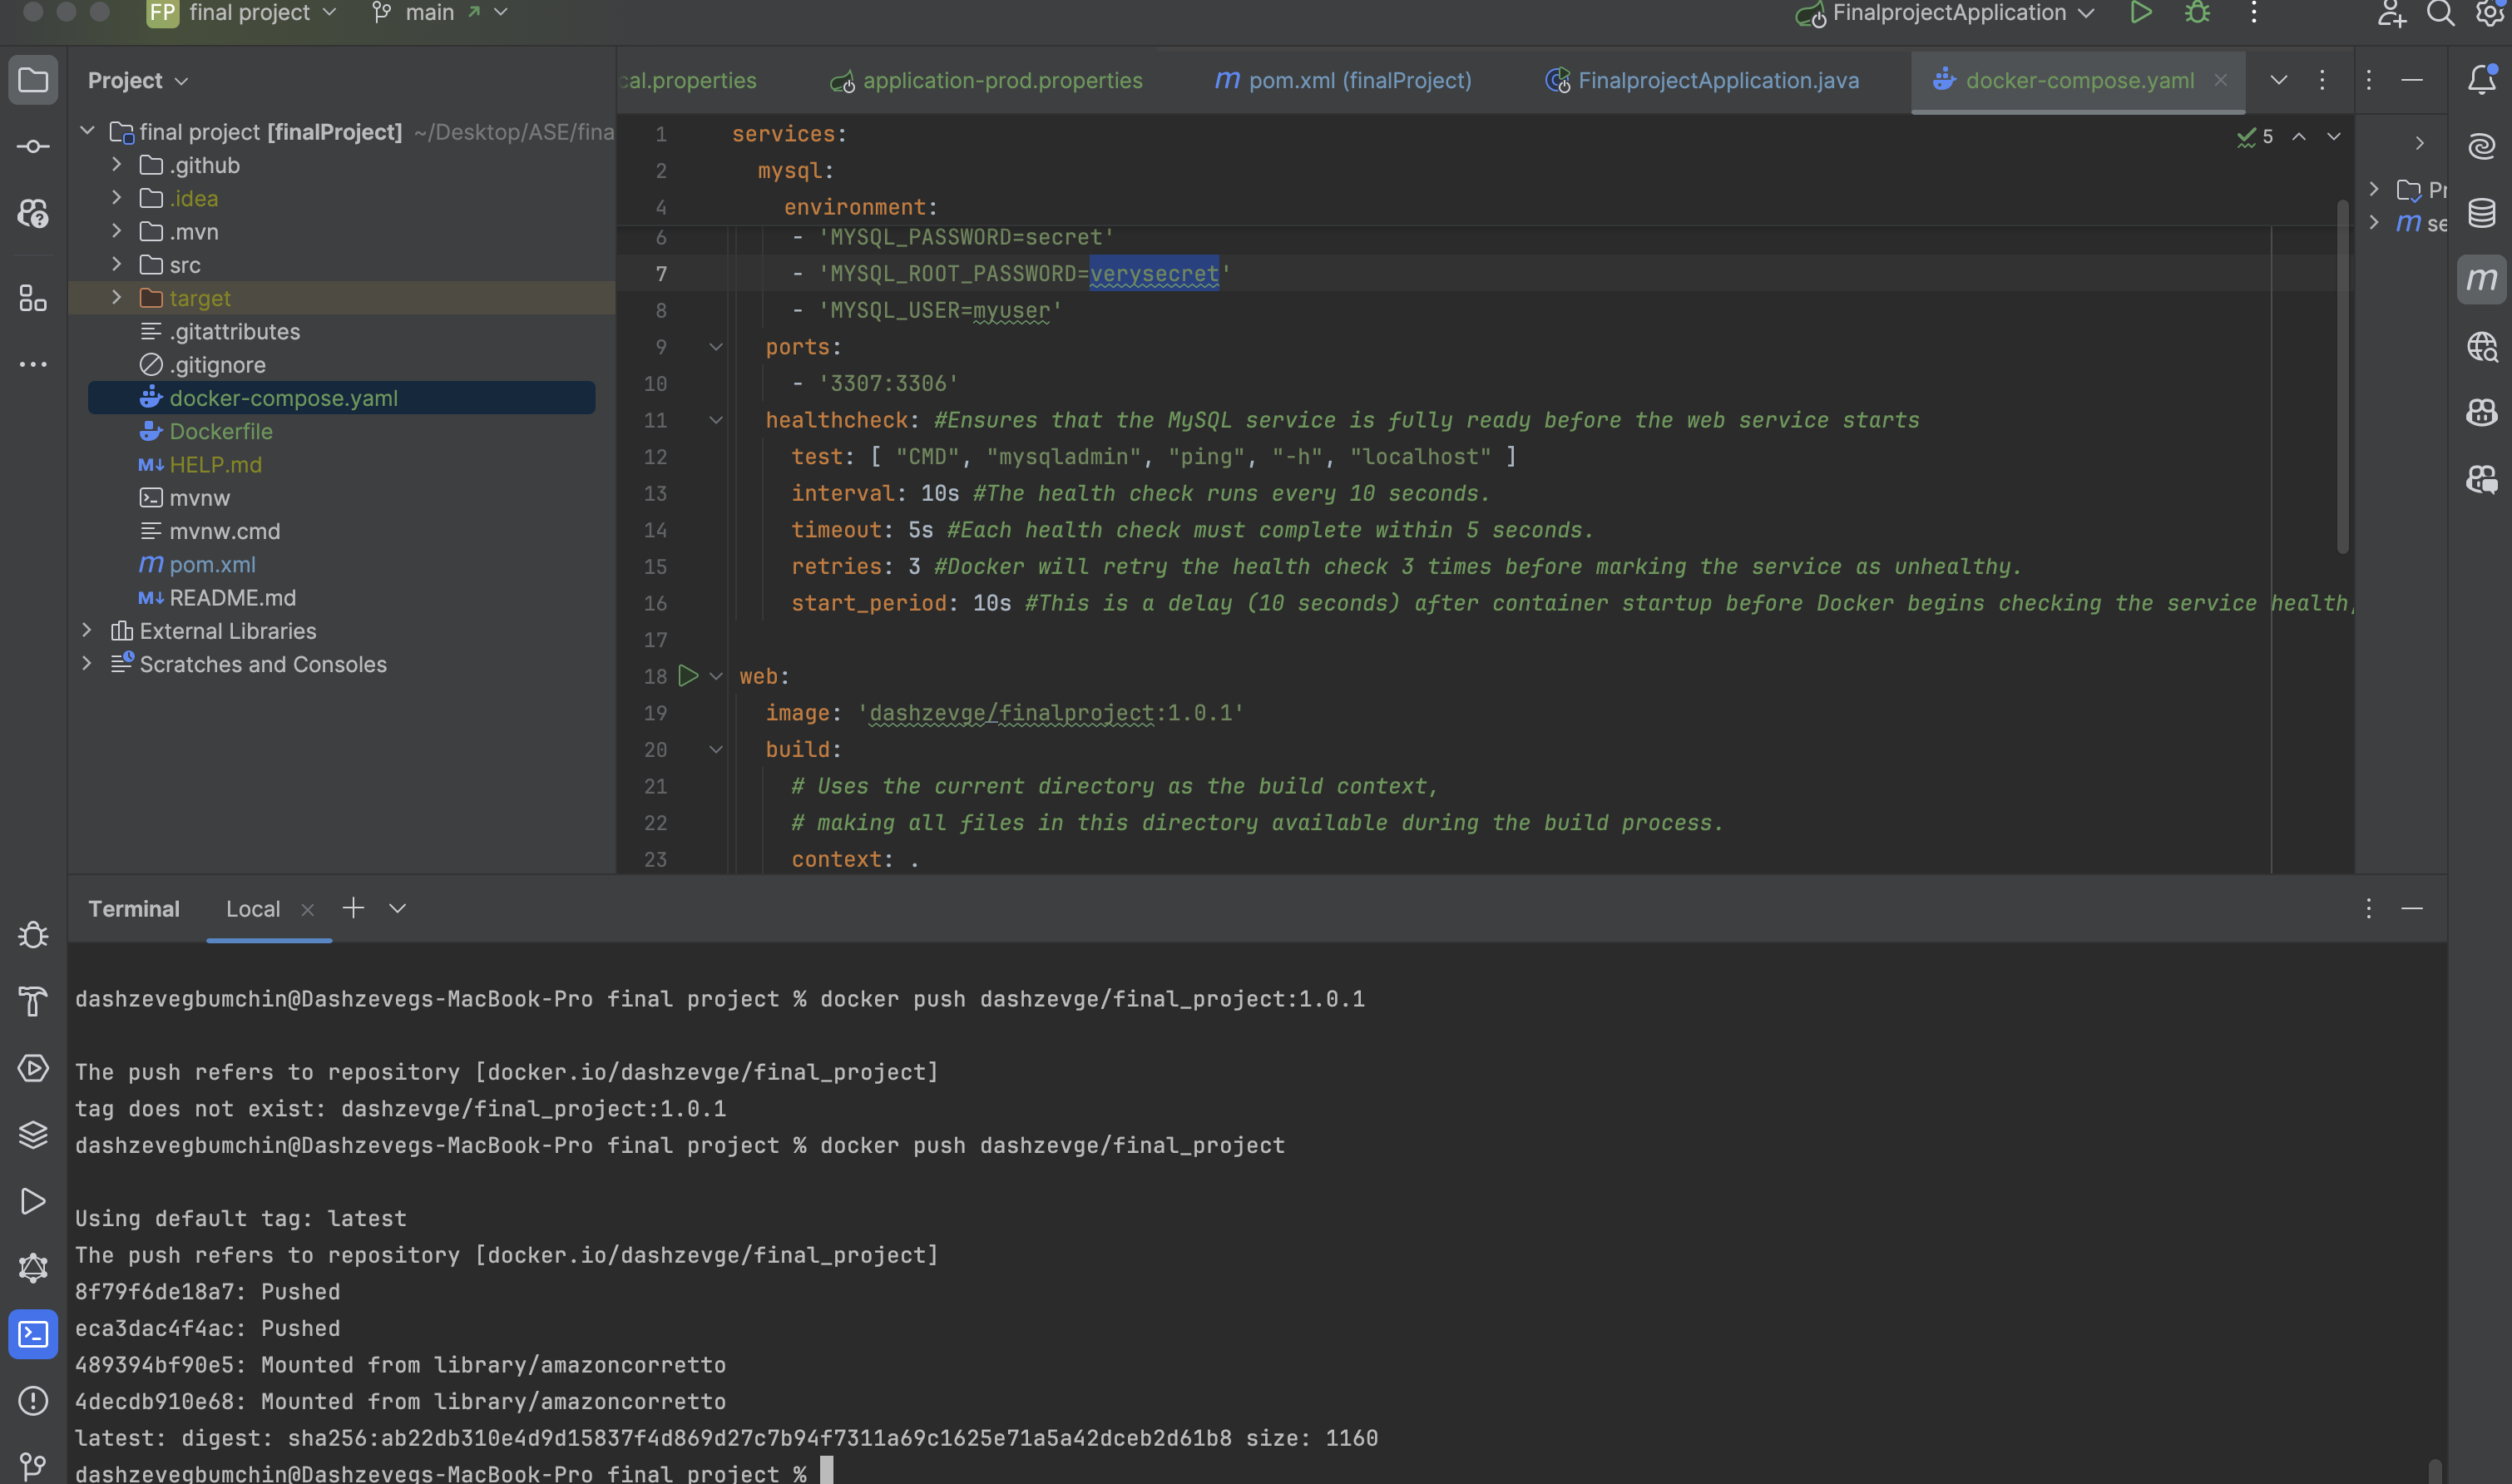 FP final project main FinalprojectApplication
Project
cal.properties application-prod.properties m pom.xml (finalProject) FinalprojectApplication.java docker-compose.yaml
final project [finalProject] ~/Desktop/ASE/fina
.github
.idea
.mvn
src
target
.gitattributes
.gitignore
docker-compose.yaml
Dockerfile
M↓ HELP.md
mvnw
mvnw.cmd
m pom.xml
M↓ README.md
External Libraries
Scratches and Consoles
1 services:
2 mysql:
4 environment:
6 - 'MYSQL_PASSWORD=secret'
7 - 'MYSQL_ROOT_PASSWORD=verysecret'
8 - 'MYSQL_USER=myuser'
9 ports:
10 - '3307:3306'
11 healthcheck: #Ensures that the MySQL service is fully ready before the web service starts
12 test: [ "CMD", "mysqladmin", "ping", "-h", "localhost" ]
13 interval: 10s #The health check runs every 10 seconds.
14 timeout: 5s #Each health check must complete within 5 seconds.
15 retries: 3 #Docker will retry the health check 3 times before marking the service as unhealthy.
16 start_period: 10s #This is a delay (10 seconds) after container startup before Docker begins checking the service health,
17
18 web:
19 image: 'dashzevge/finalproject:1.0.1'
20 build:
21 # Uses the current directory as the build context,
22 # making all files in this directory available during the build process.
23 context: .
5
Pr
m se
m
Terminal Local
dashzevegbumchin@Dashzevegs-MacBook-Pro final project % docker push dashzevge/final_project:1.0.1
The push refers to repository [docker.io/dashzevge/final_project]
tag does not exist: dashzevge/final_project:1.0.1
dashzevegbumchin@Dashzevegs-MacBook-Pro final project % docker push dashzevge/final_project
Using default tag: latest
The push refers to repository [docker.io/dashzevge/final_project]
8f79f6de18a7: Pushed
eca3dac4f4ac: Pushed
489394bf90e5: Mounted from library/amazoncorretto
4decdb910e68: Mounted from library/amazoncorretto
latest: digest: sha256:ab22db310e4d9d15837f4d869d27c7b94f7311a69c1625e71a5a42dceb2d61b8 size: 1160
dashzevegbumchin@Dashzevegs-MacBook-Pro final project %